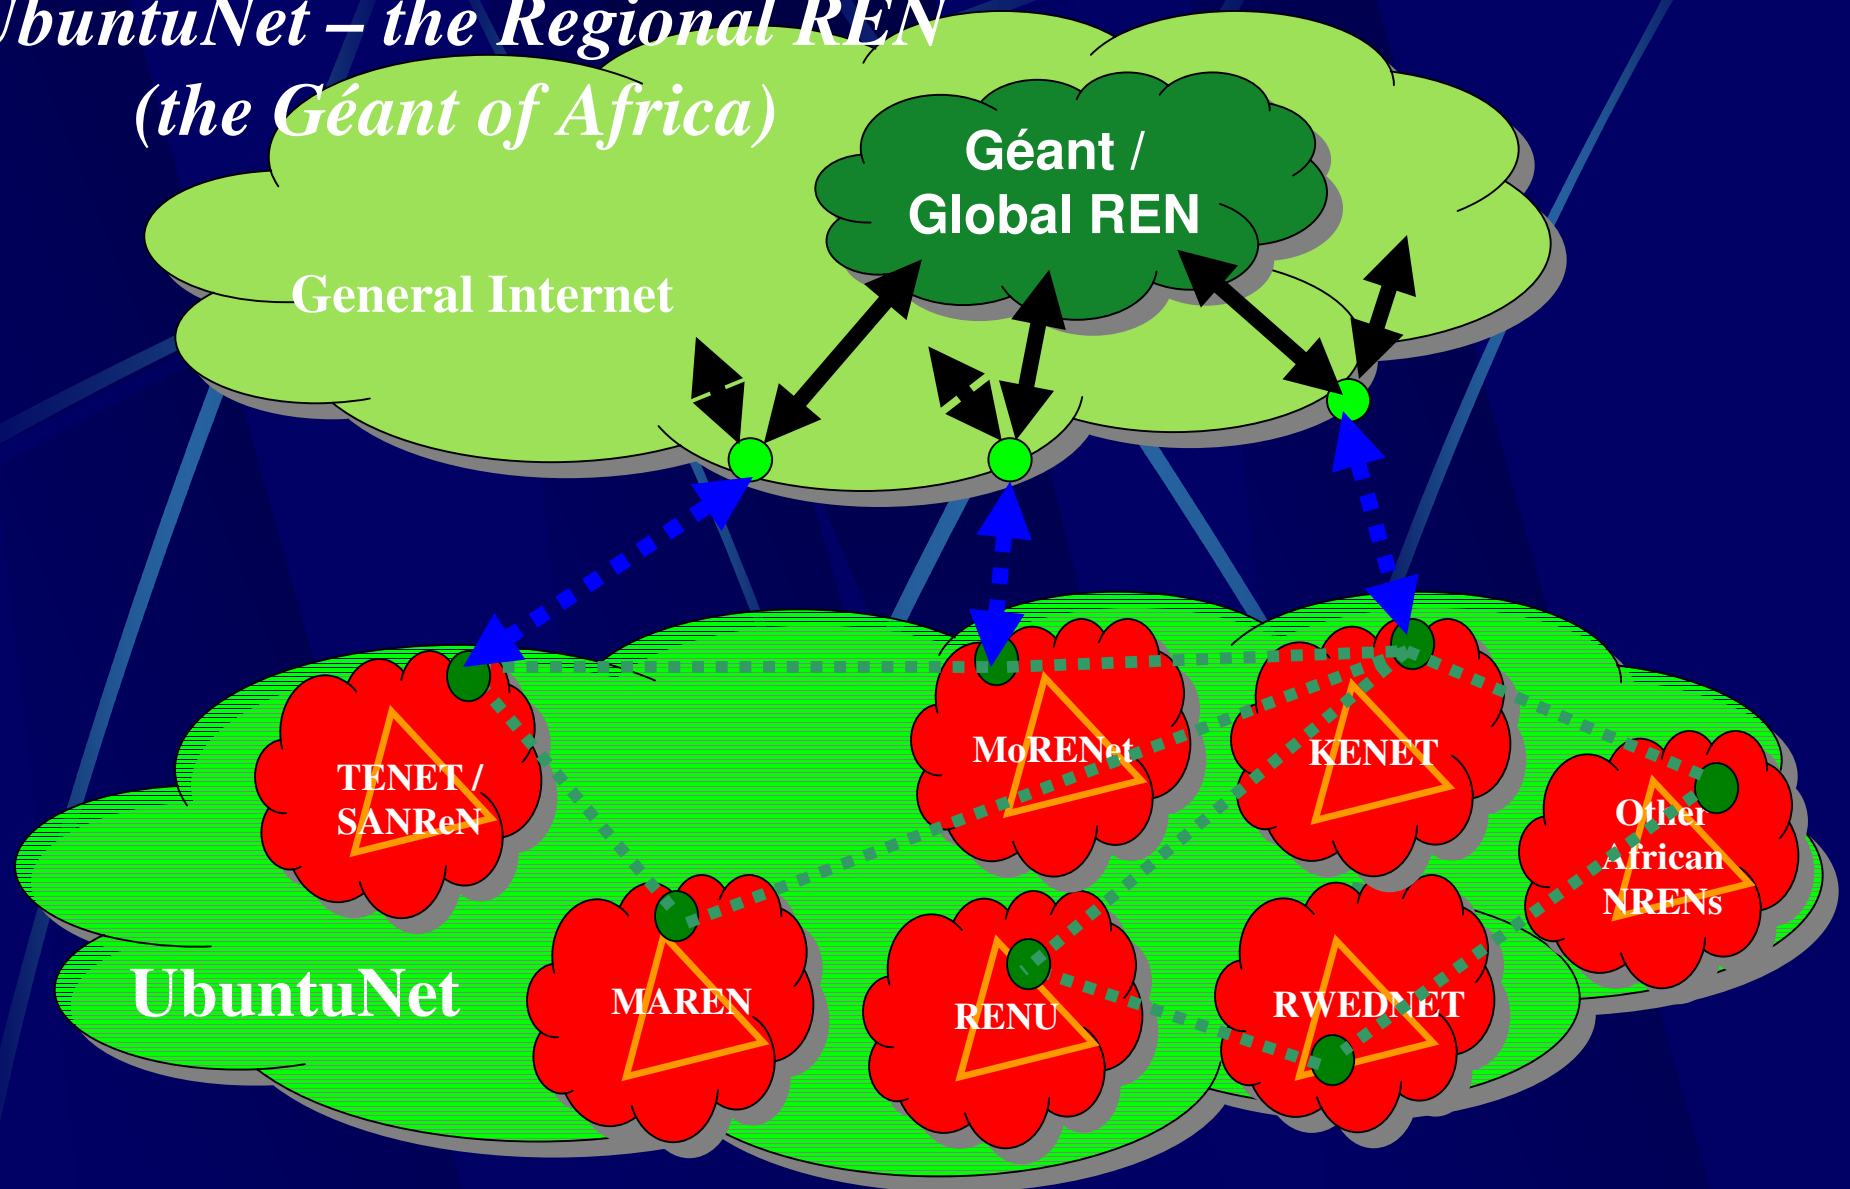 UbuntuNet – the Regional REN
(the Géant of Africa)
Géant /
Global REN
General Internet
TENET /
SANReN
MoRENet
KENET
Other
African
NRENs
UbuntuNet
MAREN
RENU
RWEDNET